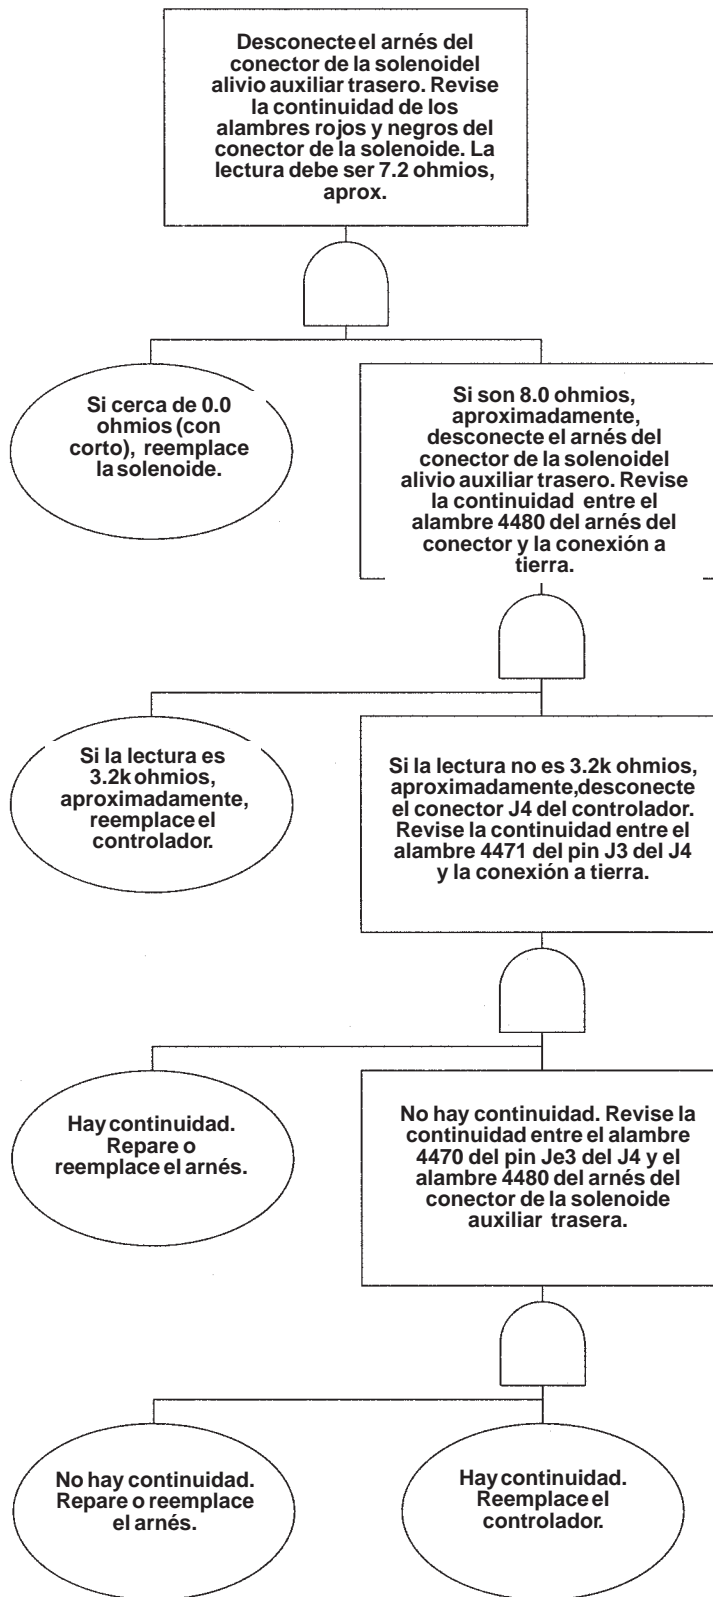 Desconecte el arnés del
conector de la solenoidel
alivio auxiliar trasero. Revise
la continuidad de los
alambres rojos y negros del
conector de la solenoide. La
lectura debe ser 7.2 ohmios,
aprox.
Si cerca de 0.0
ohmios (con
corto), reemplace
la solenoide.
Si son 8.0 ohmios,
aproximadamente,
desconecte el arnés del
conector de la solenoidel
alivio auxiliar trasero. Revise
la continuidad entre el
alambre 4480 del arnés del
conector y la conexión a
tierra.
Si la lectura es
3.2k ohmios,
aproximadamente,
reemplace el
controlador.
Si la lectura no es 3.2k ohmios,
aproximadamente,desconecte
el conector J4 del controlador.
Revise la continuidad entre el
alambre 4471 del pin J3 del J4
y la conexión a tierra.
Hay continuidad.
Repare o
reemplace el arnés.
No hay continuidad. Revise la
continuidad entre el alambre
4470 del pin Je3 del J4 y el
alambre 4480 del arnés del
conector de la solenoide
auxiliar trasera.
No hay continuidad.
Repare o reemplace
el arnés.
Hay continuidad.
Reemplace el
controlador.